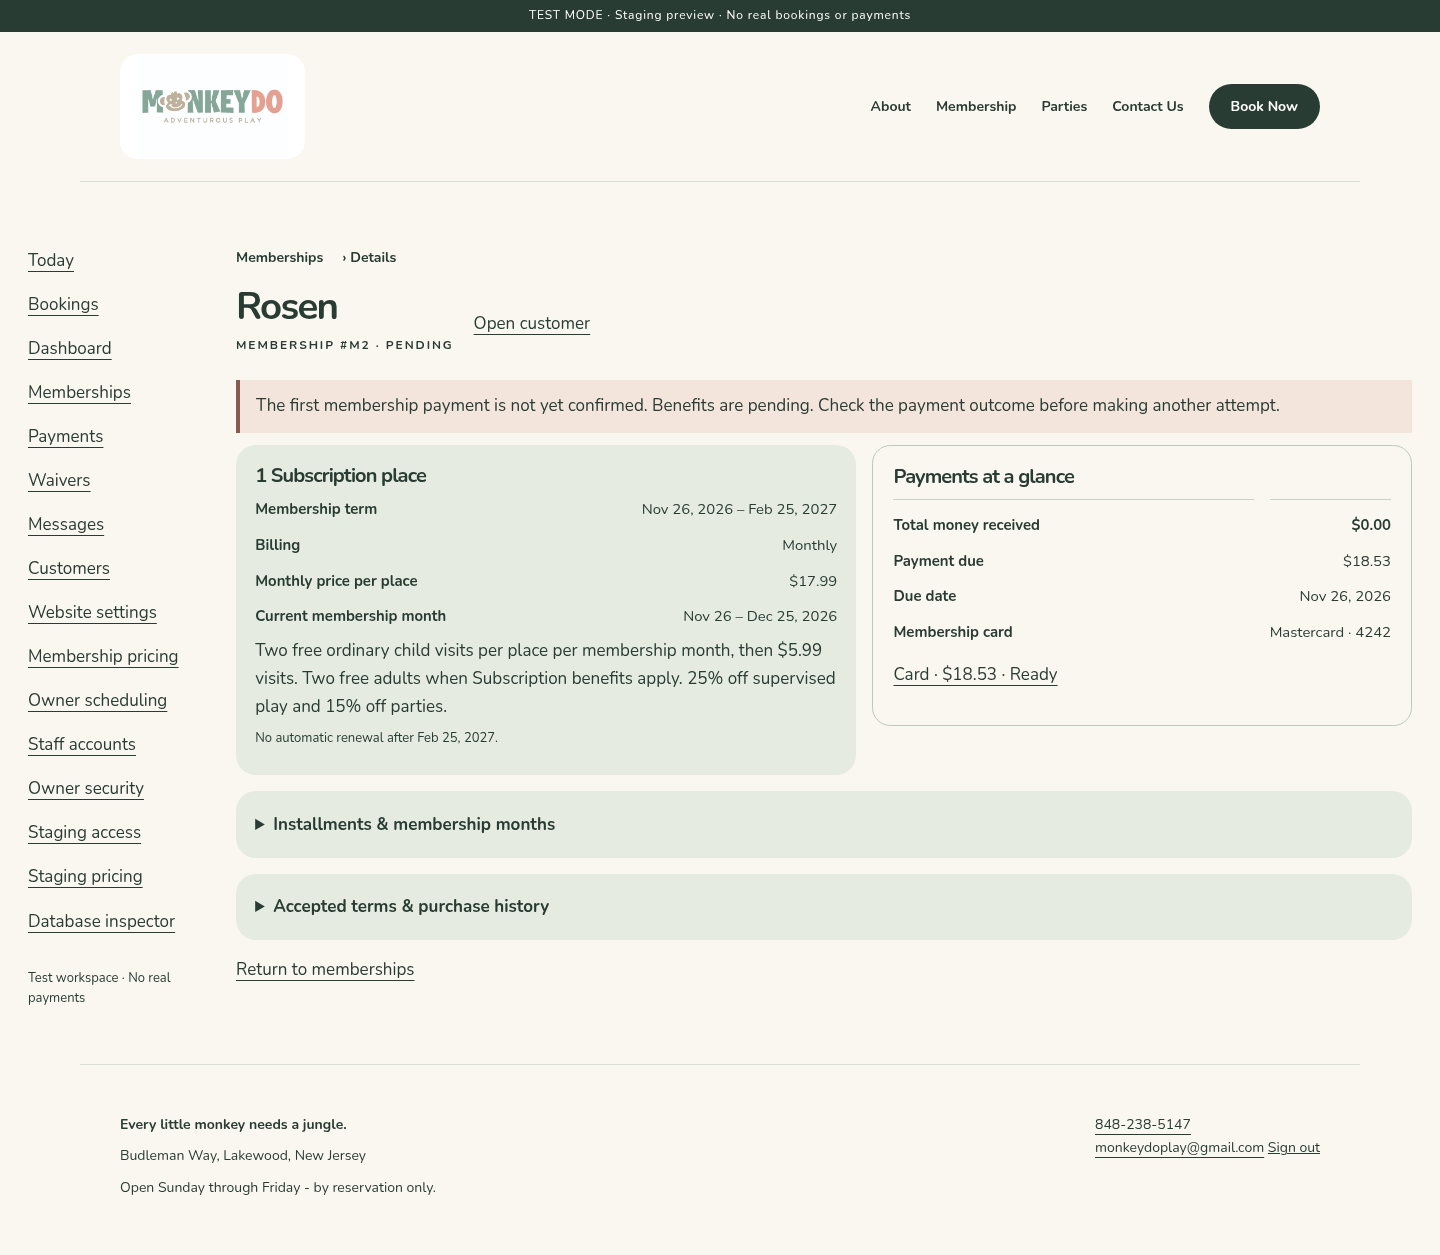 TEST MODE · Staging preview · No real bookings or payments
MONKEYDO
ADVENTUROUS PLAY
About
Membership
Parties
Contact Us
Book Now
Today
Bookings
Dashboard
Memberships
Payments
Waivers
Messages
Customers
Website settings
Membership pricing
Owner scheduling
Staff accounts
Owner security
Staging access
Staging pricing
Database inspector
Test workspace · No real
payments
Memberships › Details
Rosen
MEMBERSHIP #M2 · PENDING
Open customer
The first membership payment is not yet confirmed. Benefits are pending. Check the payment outcome before making another attempt.
1 Subscription place
Membership term Nov 26, 2026 – Feb 25, 2027
Billing Monthly
Monthly price per place $17.99
Current membership month Nov 26 – Dec 25, 2026
Two free ordinary child visits per place per membership month, then $5.99
visits. Two free adults when Subscription benefits apply. 25% off supervised
play and 15% off parties.
No automatic renewal after Feb 25, 2027.
Payments at a glance
Total money received $0.00
Payment due $18.53
Due date Nov 26, 2026
Membership card Mastercard · 4242
Card · $18.53 · Ready
▶ Installments & membership months
▶ Accepted terms & purchase history
Return to memberships
Every little monkey needs a jungle.
Budleman Way, Lakewood, New Jersey
Open Sunday through Friday - by reservation only.
848-238-5147
monkeydoplay@gmail.com Sign out